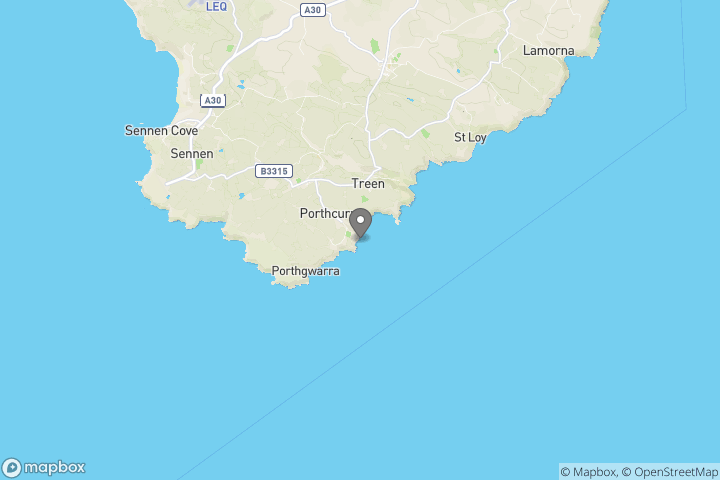 LEQ
A30
Lamorna
A30
Sennen Cove
St Loy
Sennen
B3315
Treen
Porthcur
Porthgwarra
mapbox
© Mapbox, © OpenStreetMap